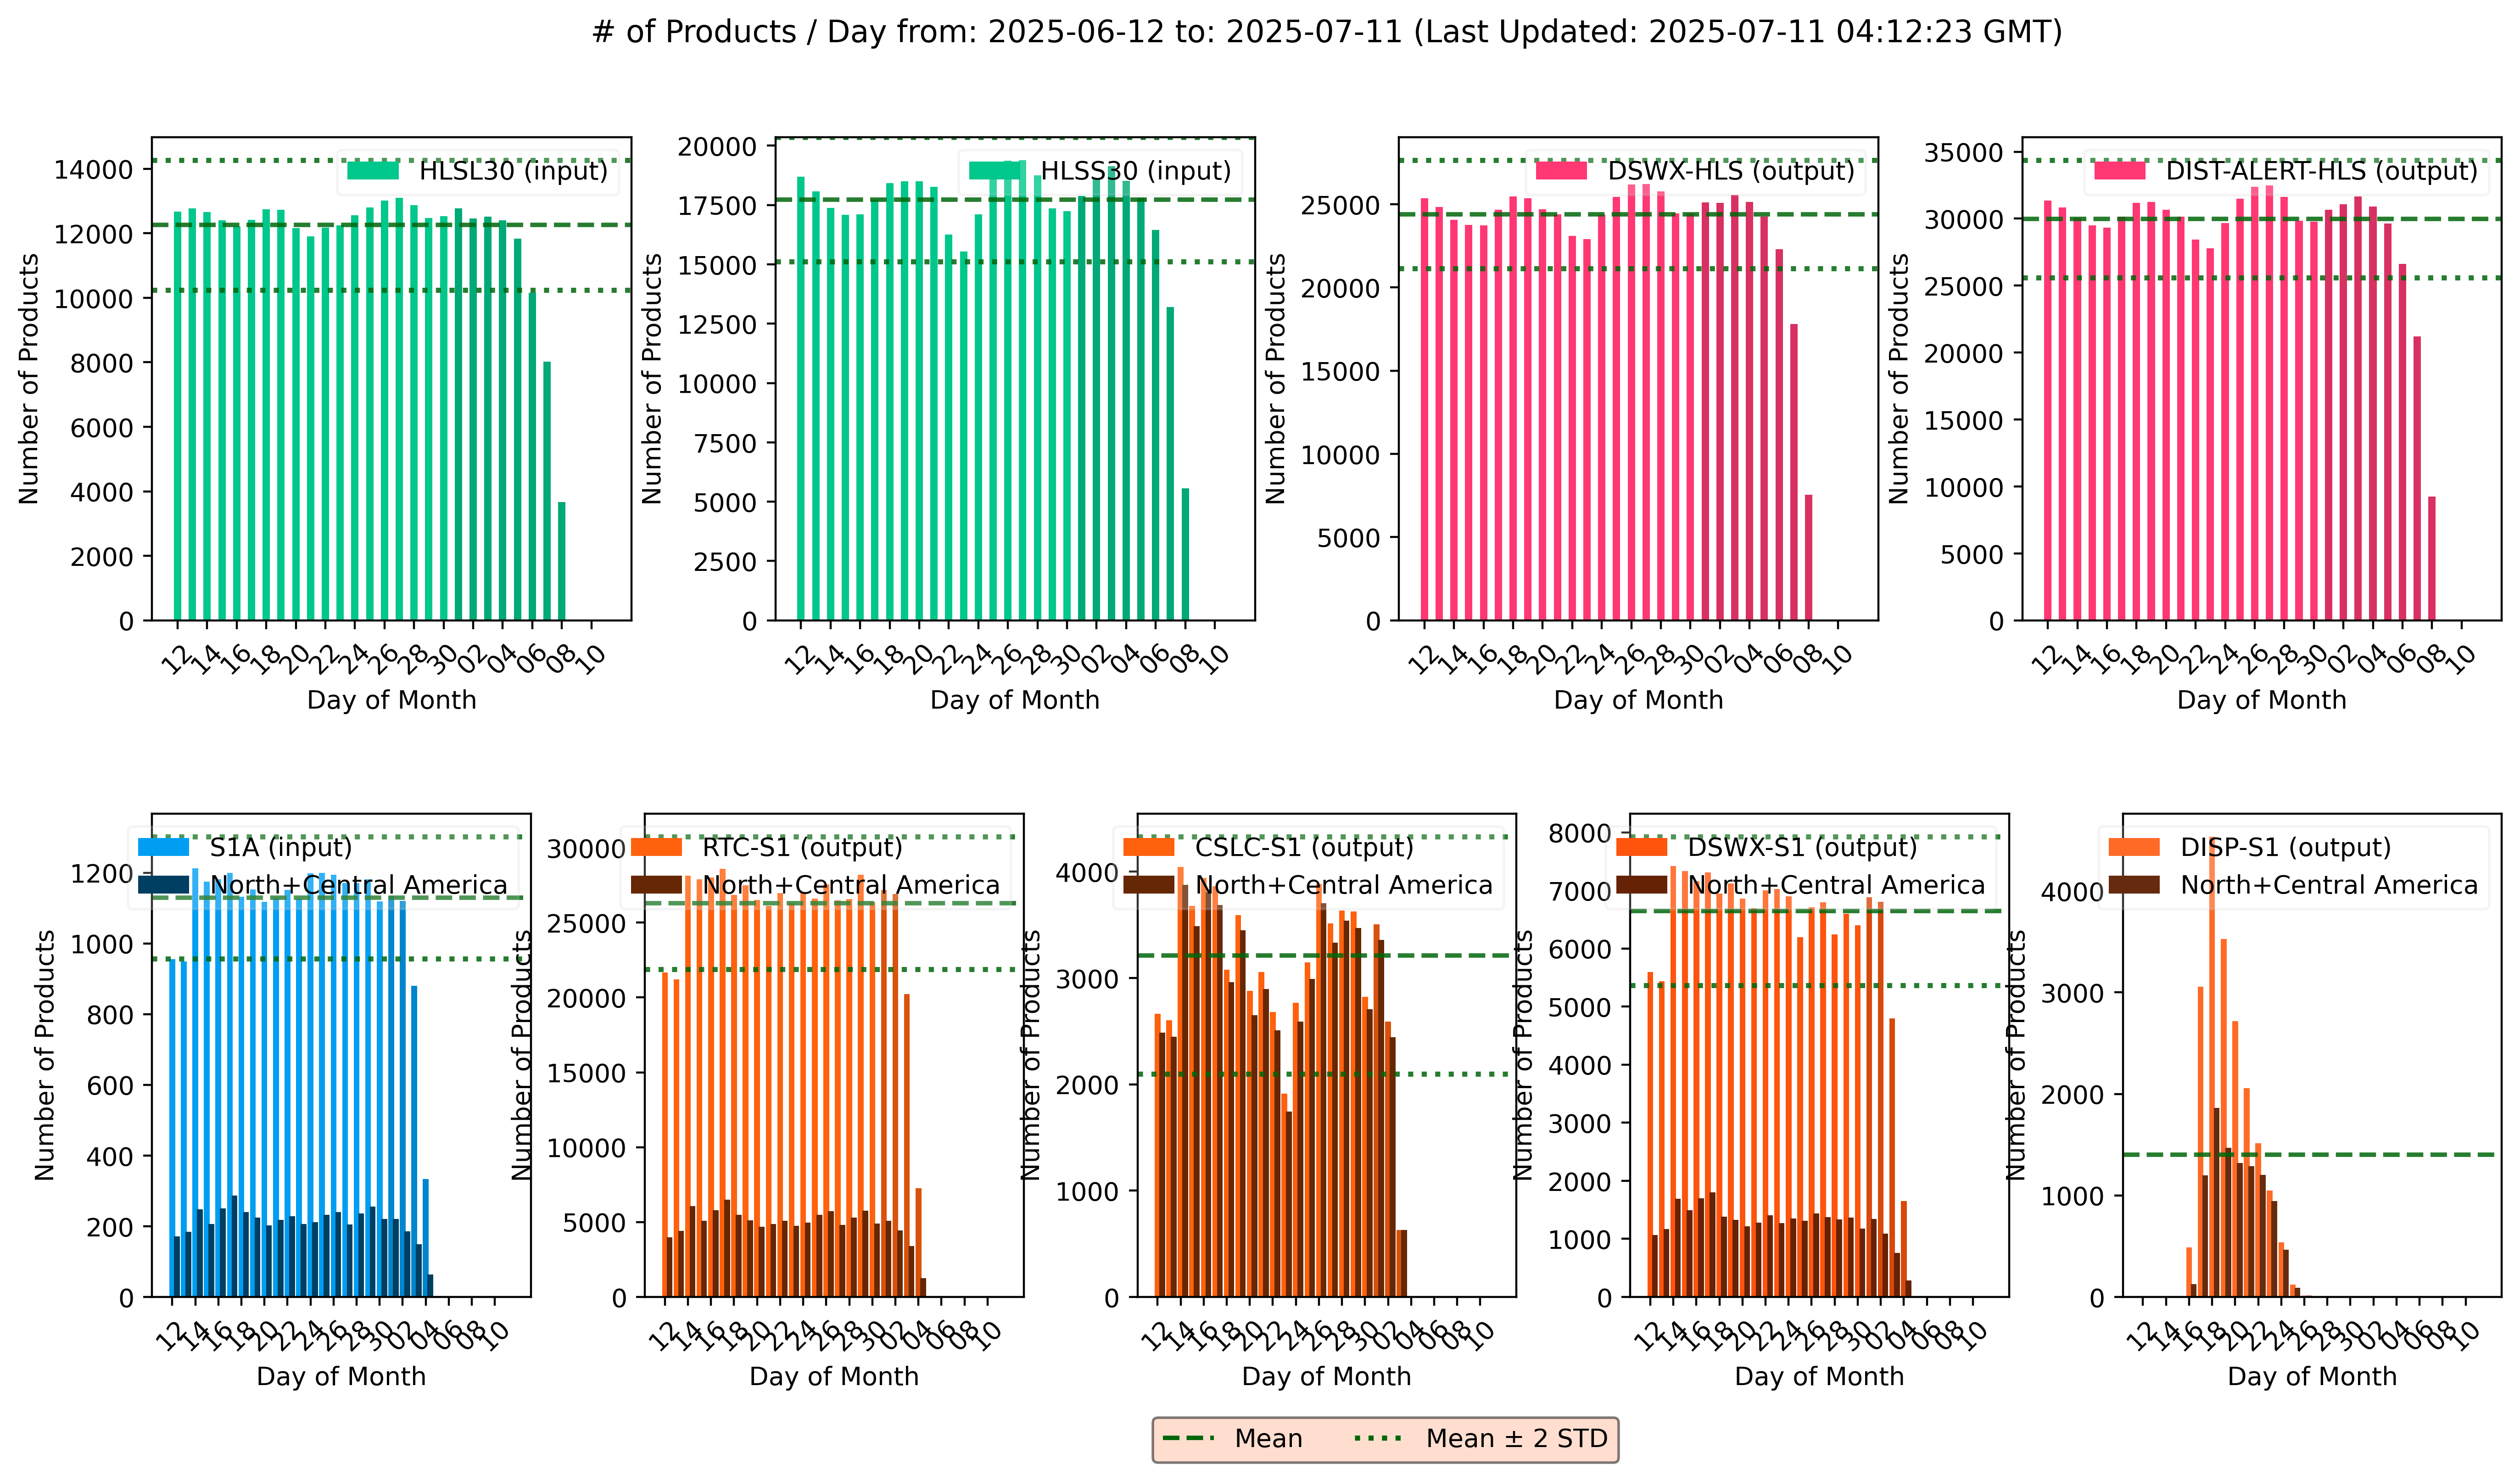 # of Products / Day from: 2025-06-12 to: 2025-07-11 (Last Updated: 2025-07-11 04:12:23 GMT)
Number of Products
14000
12000
10000
8000
6000
4000
2000
0
HLSL30 (input)
12 14 16 18 20 22 24 26 28 30 02 04 06 08 10
Day of Month
Number of Products
20000
17500
15000
12500
10000
7500
5000
2500
0
HLSS30 (input)
12 14 16 18 20 22 24 26 28 30 02 04 06 08 10
Day of Month
Number of Products
25000
20000
15000
10000
5000
0
DSWX-HLS (output)
12 14 16 18 20 22 24 26 28 30 02 04 06 08 10
Day of Month
Number of Products
35000
30000
25000
20000
15000
10000
5000
0
DIST-ALERT-HLS (output)
12 14 16 18 20 22 24 26 28 30 02 04 06 08 10
Day of Month
Number of Products
1200
1000
800
600
400
200
0
S1A (input)
North+Central America
12 14 16 18 20 22 24 26 28 30 02 04 06 08 10
Day of Month
Number of Products
30000
25000
20000
15000
10000
5000
0
RTC-S1 (output)
North+Central America
12 14 16 18 20 22 24 26 28 30 02 04 06 08 10
Day of Month
Number of Products
4000
3000
2000
1000
0
CSLC-S1 (output)
North+Central America
12 14 16 18 20 22 24 26 28 30 02 04 06 08 10
Day of Month
Number of Products
8000
7000
6000
5000
4000
3000
2000
1000
0
DSWX-S1 (output)
North+Central America
12 14 16 18 20 22 24 26 28 30 02 04 06 08 10
Day of Month
Number of Products
4000
3000
2000
1000
0
DISP-S1 (output)
North+Central America
12 14 16 18 20 22 24 26 28 30 02 04 06 08 10
Day of Month
Mean
Mean ± 2 STD